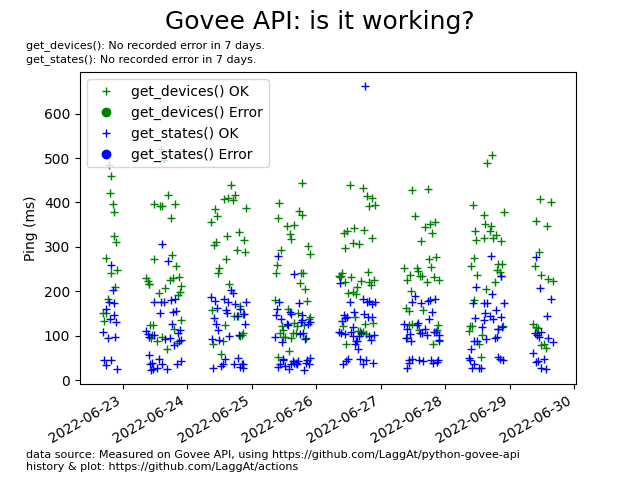 Govee API: is it working?
get_devices(): No recorded error in 7 days.
get_states(): No recorded error in 7 days.
get_devices() OK
get_devices() Error
get_states() OK
get_states() Error
Ping (ms)
600
500
400
300
200
100
0
2022-06-23
2022-06-24
2022-06-25
2022-06-26
2022-06-27
2022-06-28
2022-06-29
2022-06-30
data source: Measured on Govee API, using https://github.com/LaggAt/python-govee-api
history & plot: https://github.com/LaggAt/actions